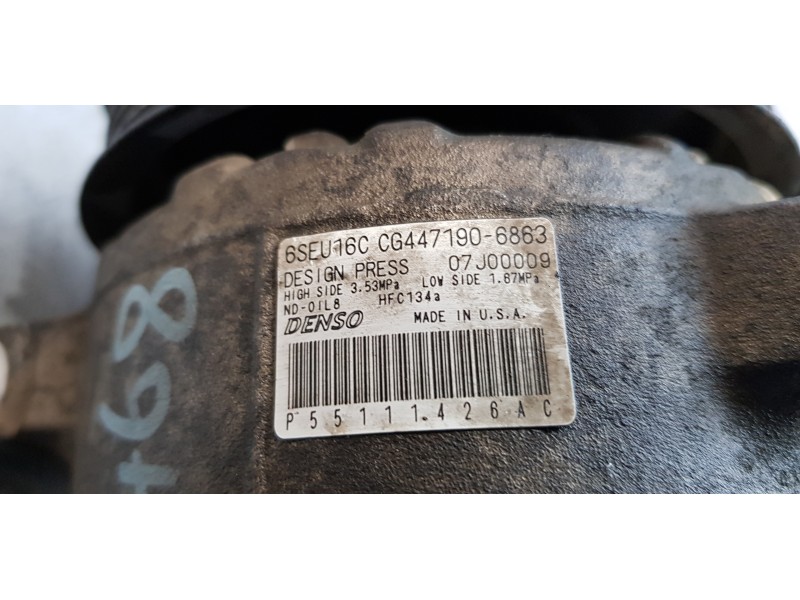 6SEU16C CG447190-6863
DESIGN PRESS 07J00009
HIGH SIDE 3.53MPa LOW SIDE 1.87MPa
ND-OIL8 HFC134a
DENSO MADE IN U.S.A.
P55111426AC
468